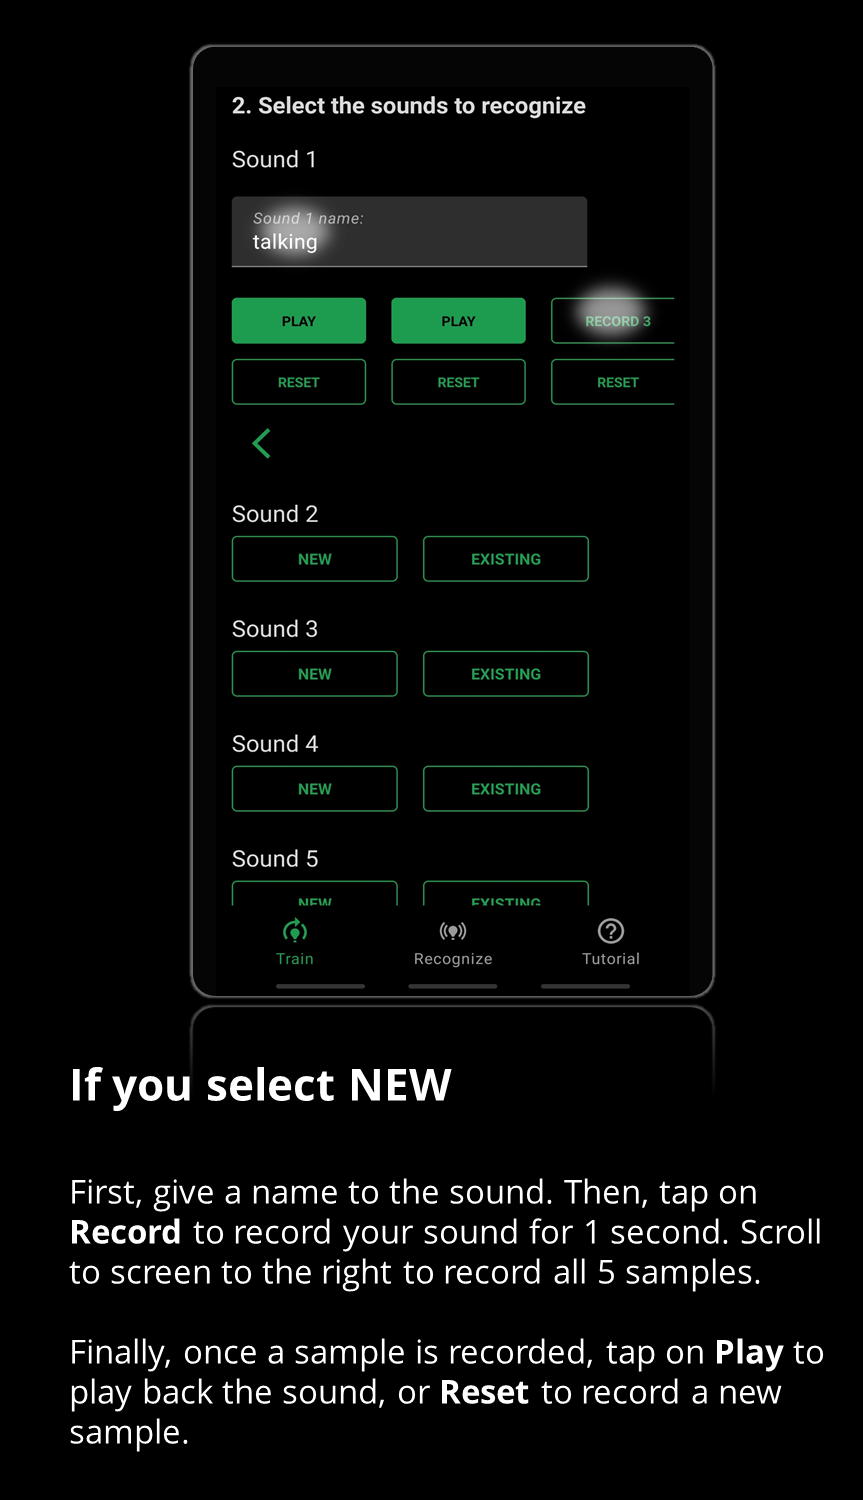 2. Select the sounds to recognize
Sound 1
Sound 1 name:
talking
PLAY PLAY RECORD 3
RESET RESET RESET
Sound 2
NEW EXISTING
Sound 3
NEW EXISTING
Sound 4
NEW EXISTING
Sound 5
NEW EXISTING
Train Recognize Tutorial
If you select NEW
First, give a name to the sound. Then, tap on
Record to record your sound for 1 second. Scroll
to screen to the right to record all 5 samples.
Finally, once a sample is recorded, tap on Play to
play back the sound, or Reset to record a new
sample.